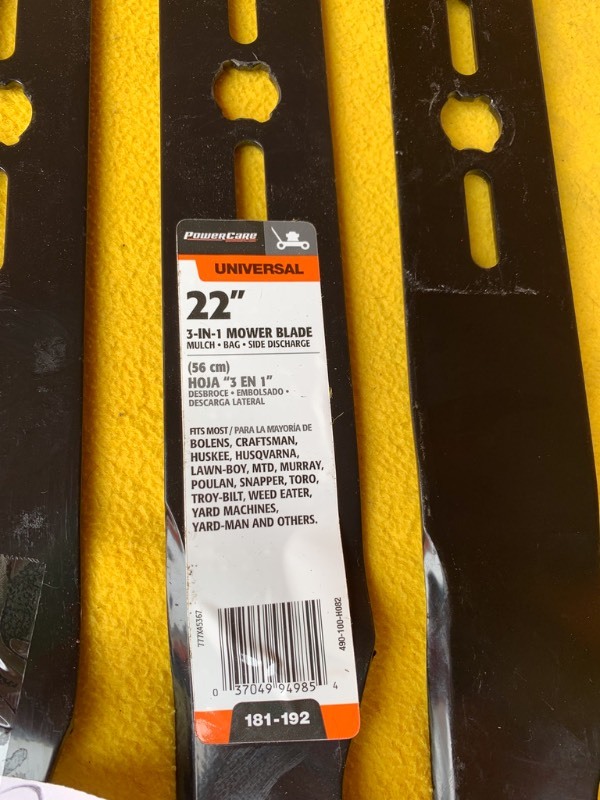 PowerCare
UNIVERSAL
22"
3-IN-1 MOWER BLADE
MULCH • BAG • SIDE DISCHARGE
(56 cm)
HOJA "3 EN 1"
DESBROCE • EMBOLSADO •
DESCARGA LATERAL
FITS MOST / PARA LA MAYORÍA DE
BOLENS, CRAFTSMAN,
HUSKEE, HUSQVARNA,
LAWN-BOY, MTD, MURRAY,
POULAN, SNAPPER, TORO,
TROY-BILT, WEED EATER,
YARD MACHINES,
YARD-MAN AND OTHERS.
777X45367
490-100-H082
0 37049 94985 4
181-192